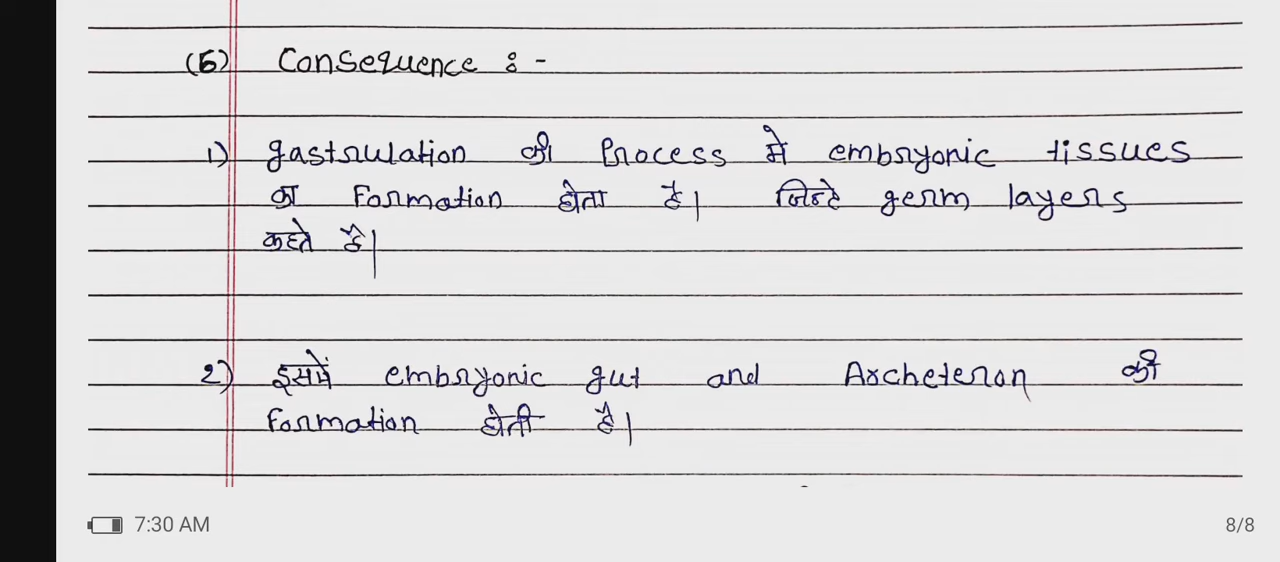 (5) Consequence :-
1) gastrulation की Process मे embryonic tissues
का Formation होता है। जिन्हे germ layers
कहते है।
2) इसमें embryonic gut and Archeteron की
Formation होती है।
7:30 AM 8/8